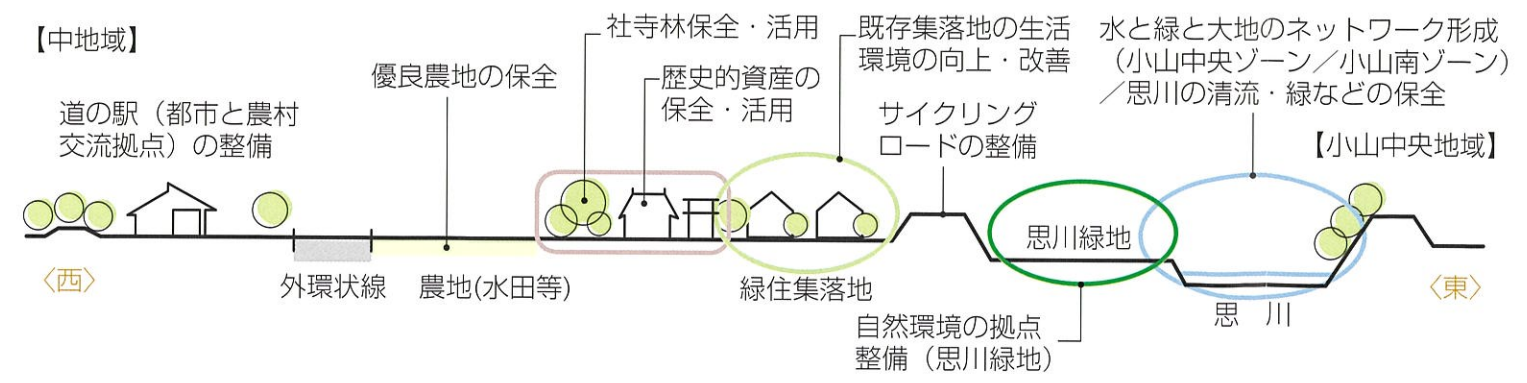 【中地域】
道の駅（都市と農村
交流拠点）の整備
優良農地の保全
社寺林保全・活用
歴史的資産の
保全・活用
既存集落地の生活
環境の向上・改善
サイクリング
ロードの整備
水と緑と大地のネットワーク形成
（小山中央ゾーン／小山南ゾーン）
／思川の清流・緑などの保全
【小山中央地域】
思川緑地
〈西〉
外環状線
農地(水田等)
緑住集落地
自然環境の拠点
整備（思川緑地）
思 川
〈東〉